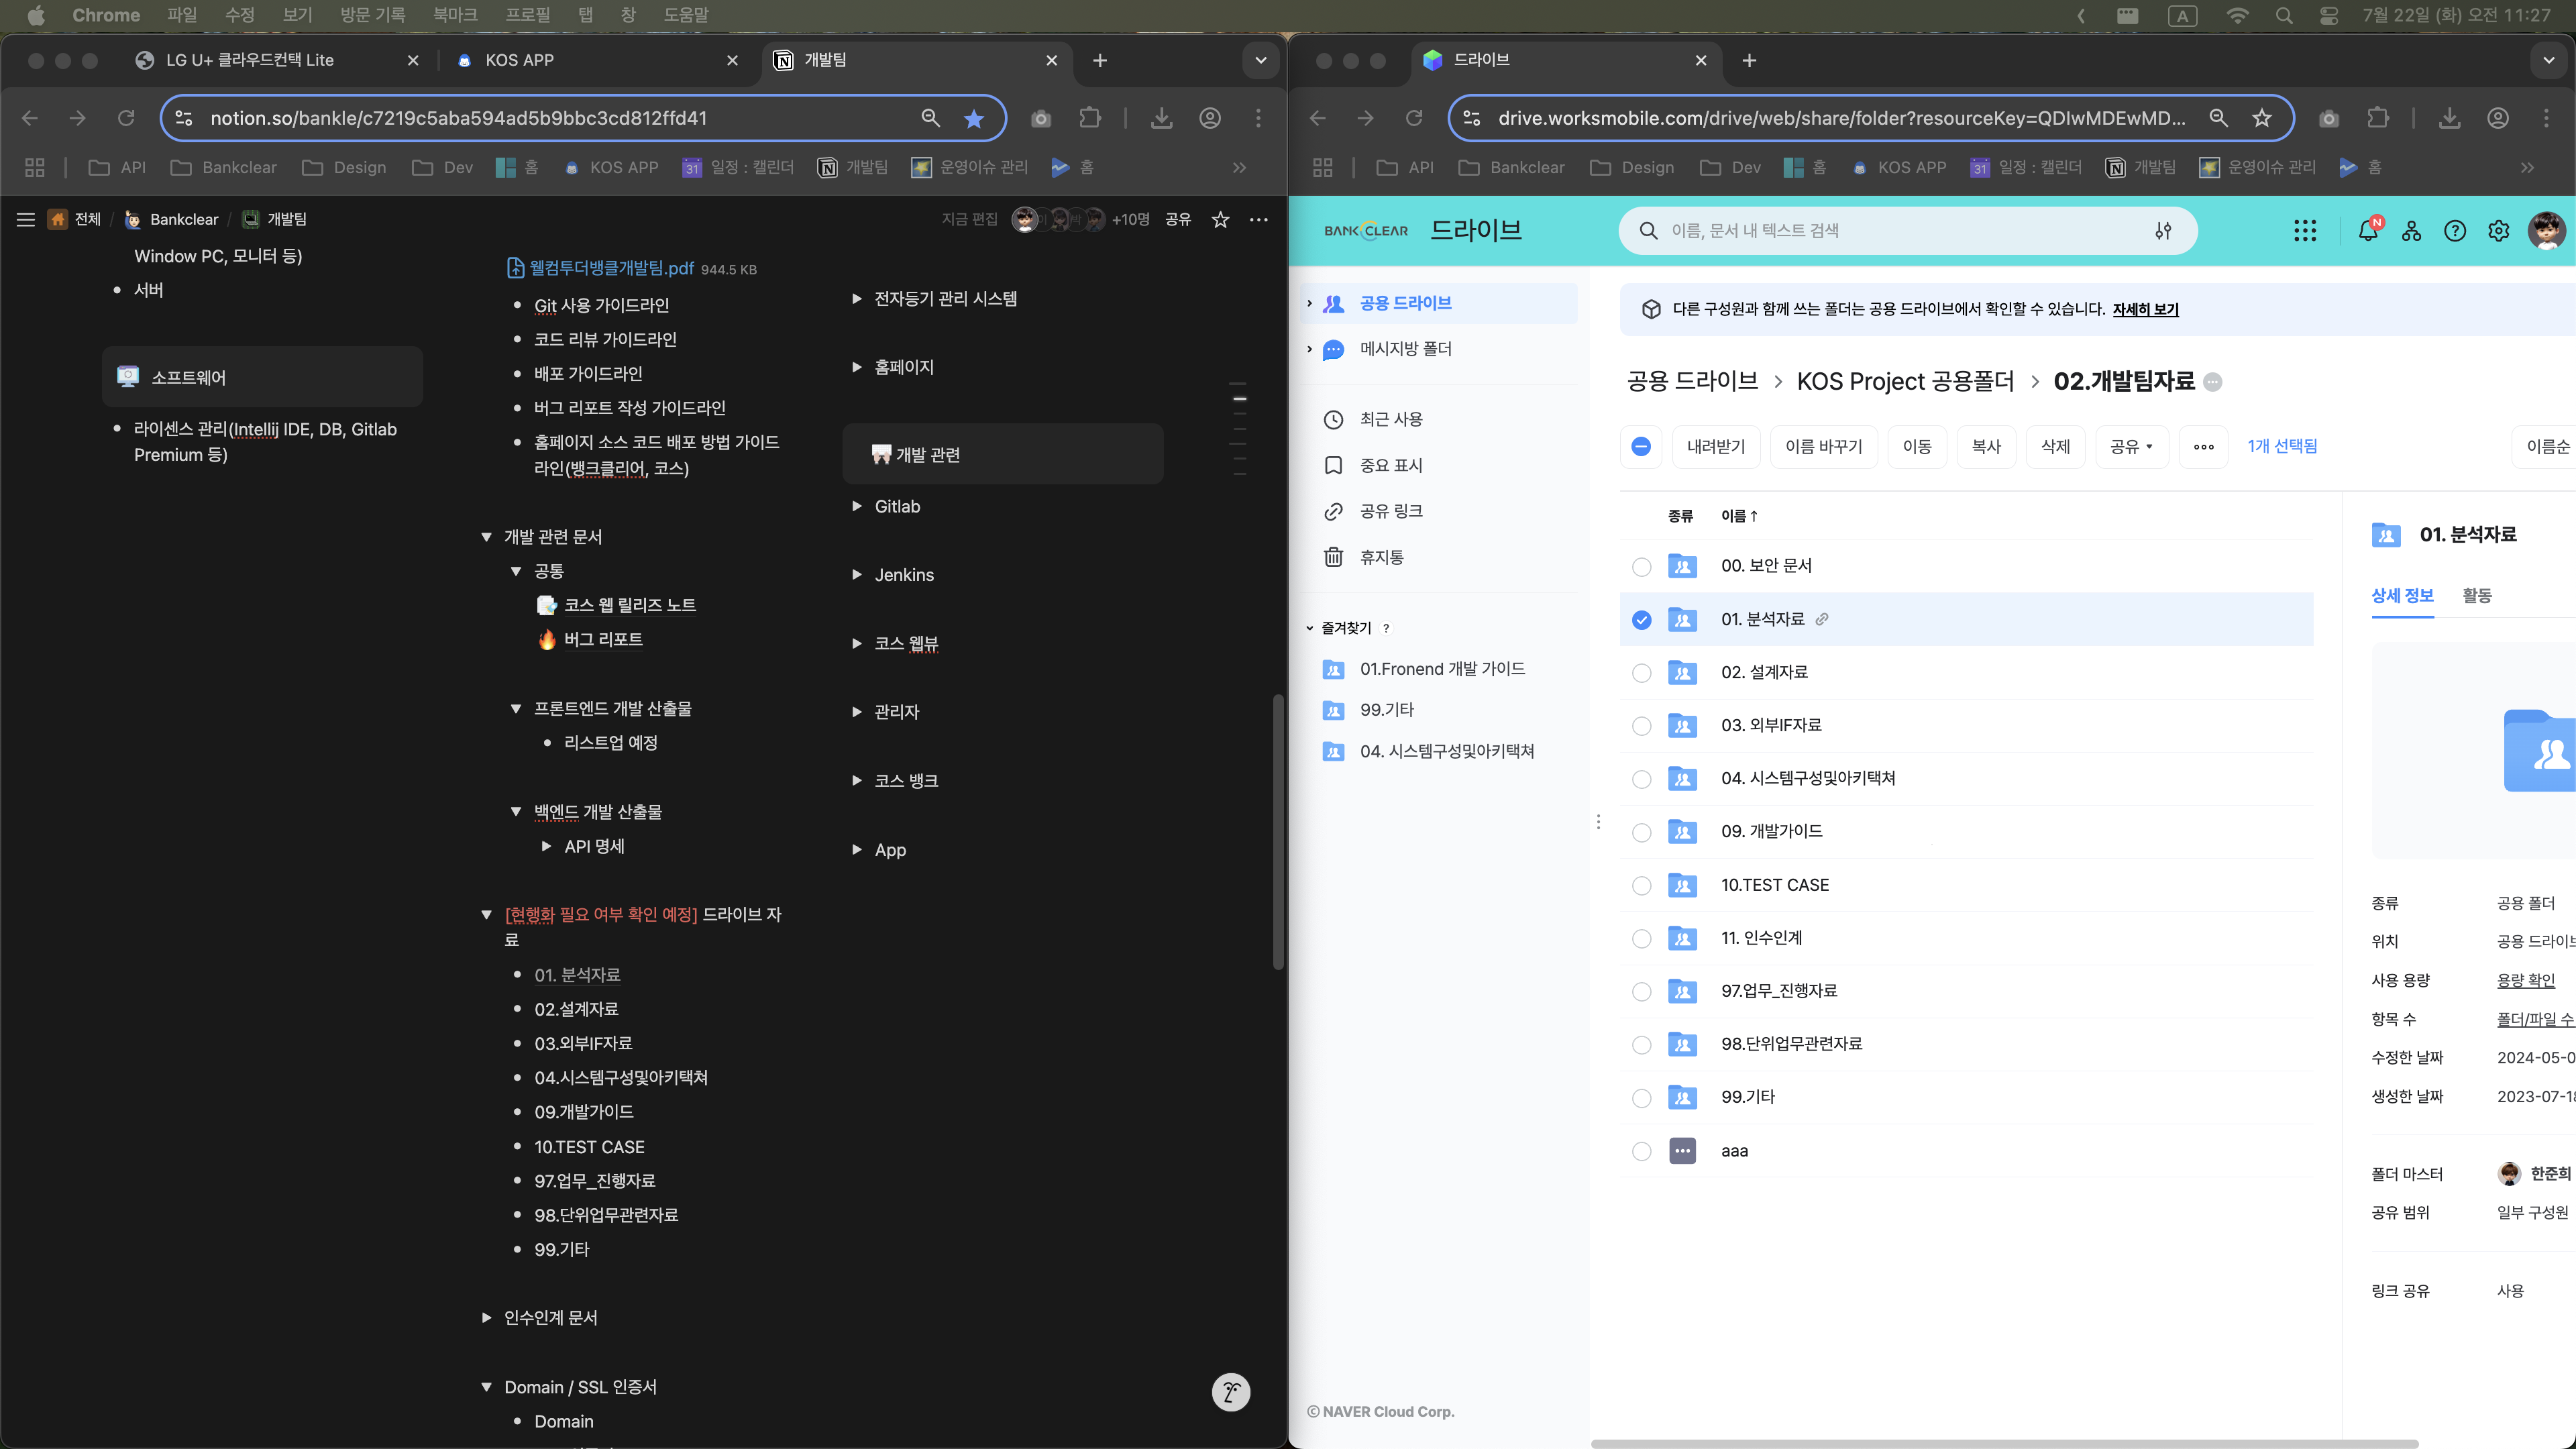 Chrome 파일 수정 보기 방문 기록 북마크 프로필 탭 창 도움말
A 7월 22일 (화) 오전 11:27
LG U+ 클라우드컨택 Lite
KOS APP
개발팀
notion.so/bankle/c7219c5aba594ad5b9bbc3cd812ffd41
API Bankclear Design Dev 홈 KOS APP 31 일정 : 캘린더 개발팀 운영이슈 관리 홈
전체 / Bankclear / 개발팀
지금 편집 +10명 공유
Window PC, 모니터 등)
서버
소프트웨어
라이센스 관리(Intellij IDE, DB, Gitlab
Premium 등)
웰컴투더뱅클개발팀.pdf 944.5 KB
Git 사용 가이드라인
코드 리뷰 가이드라인
배포 가이드라인
버그 리포트 작성 가이드라인
홈페이지 소스 코드 배포 방법 가이드
라인(뱅크클리어, 코스)
개발 관련 문서
공통
코스 웹 릴리즈 노트
버그 리포트
프론트엔드 개발 산출물
리스트업 예정
백엔드 개발 산출물
API 명세
[현행화 필요 여부 확인 예정] 드라이브 자
료
01. 분석자료
02.설계자료
03.외부IF자료
04.시스템구성및아키택쳐
09.개발가이드
10.TEST CASE
97.업무_진행자료
98.단위업무관련자료
99.기타
인수인계 문서
Domain / SSL 인증서
Domain
전자등기 관리 시스템
홈페이지
개발 관련
Gitlab
Jenkins
코스 웹뷰
관리자
코스 뱅크
App
드라이브
drive.worksmobile.com/drive/web/share/folder?resourceKey=QDIwMDEwMD...
API Bankclear Design Dev 홈 KOS APP 31 일정 : 캘린더 개발팀 운영이슈 관리 홈
BANKCLEAR 드라이브
이름, 문서 내 텍스트 검색
N
공용 드라이브
메시지방 폴더
최근 사용
중요 표시
공유 링크
휴지통
즐겨찾기 ?
01.Fronend 개발 가이드
99.기타
04. 시스템구성및아키택쳐
© NAVER Cloud Corp.
다른 구성원과 함께 쓰는 폴더는 공용 드라이브에서 확인할 수 있습니다. 자세히 보기
공용 드라이브 > KOS Project 공용폴더 > 02.개발팀자료
내려받기 이름 바꾸기 이동 복사 삭제 공유 1개 선택됨 이름순
종류 이름 ↑
00. 보안 문서
01. 분석자료
02. 설계자료
03. 외부IF자료
04. 시스템구성및아키택쳐
09. 개발가이드
10.TEST CASE
11. 인수인계
97.업무_진행자료
98.단위업무관련자료
99.기타
aaa
01. 분석자료
상세 정보 활동
종류 공용 폴더
위치 공용 드라이브
사용 용량 용량 확인
항목 수 폴더/파일 수
수정한 날짜 2024-05-0
생성한 날짜 2023-07-18
폴더 마스터 한준희
공유 범위 일부 구성원
링크 공유 사용